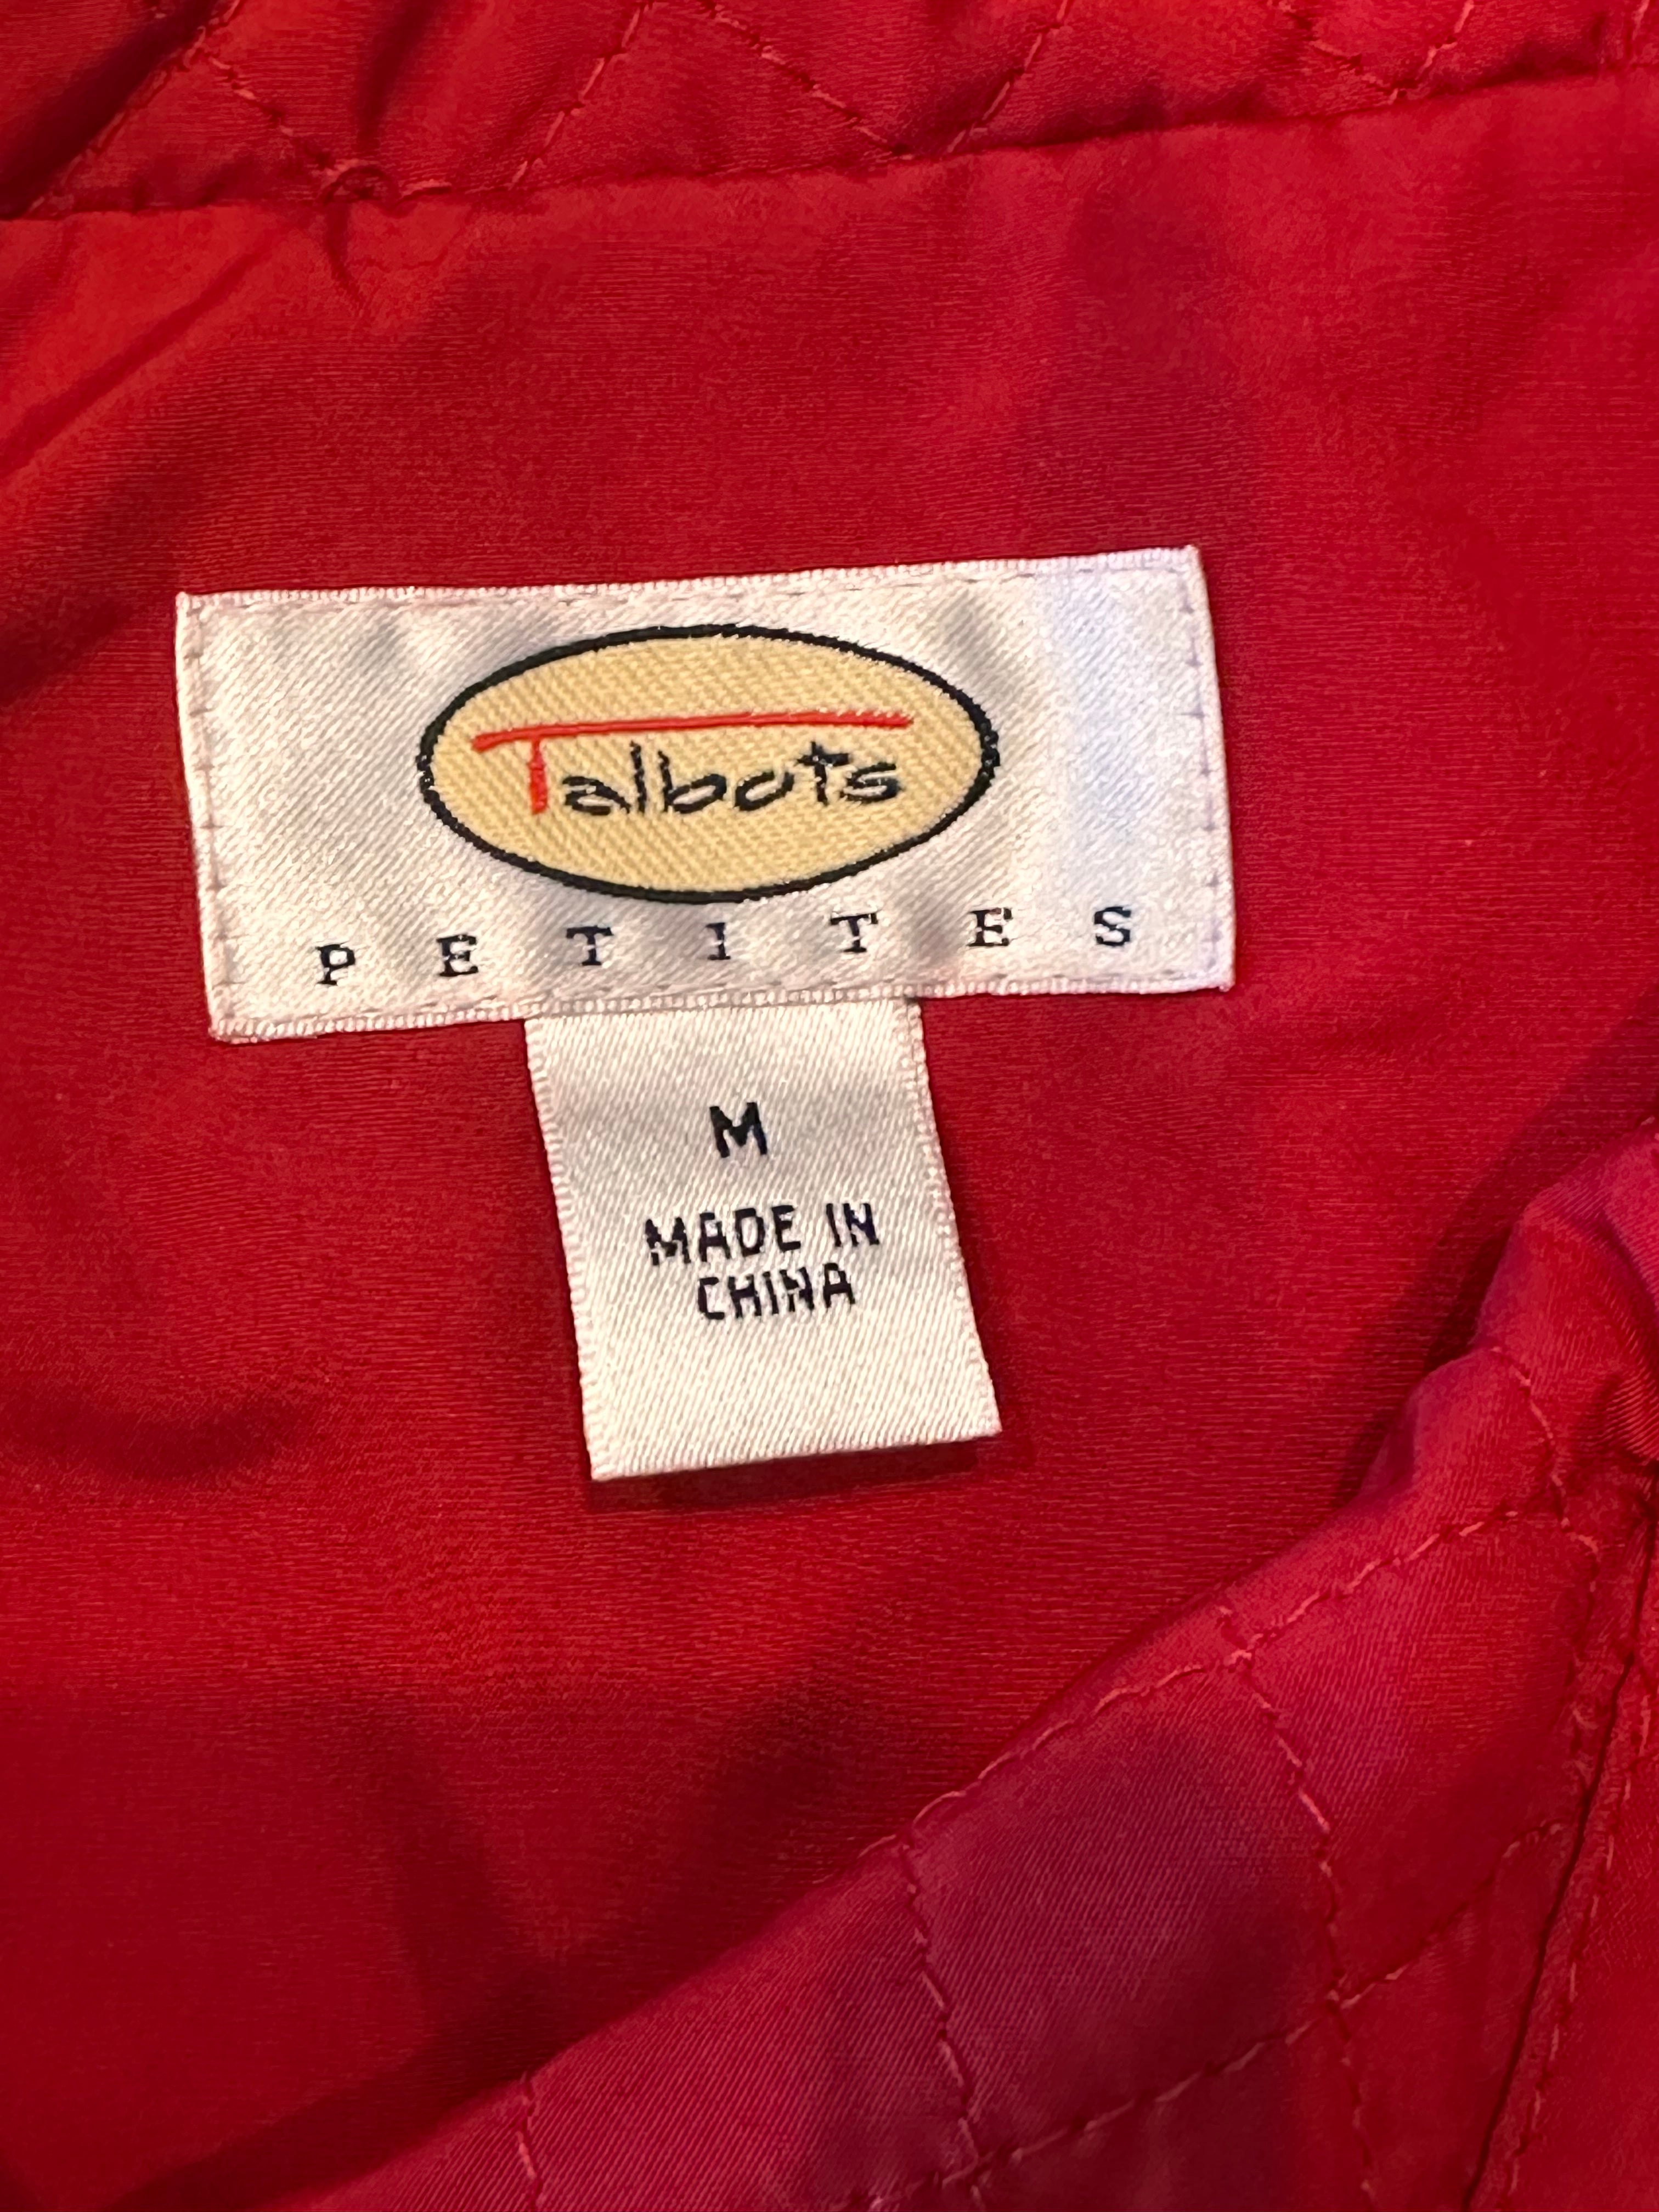 Talbots
PETITES
M
MADE IN
CHINA